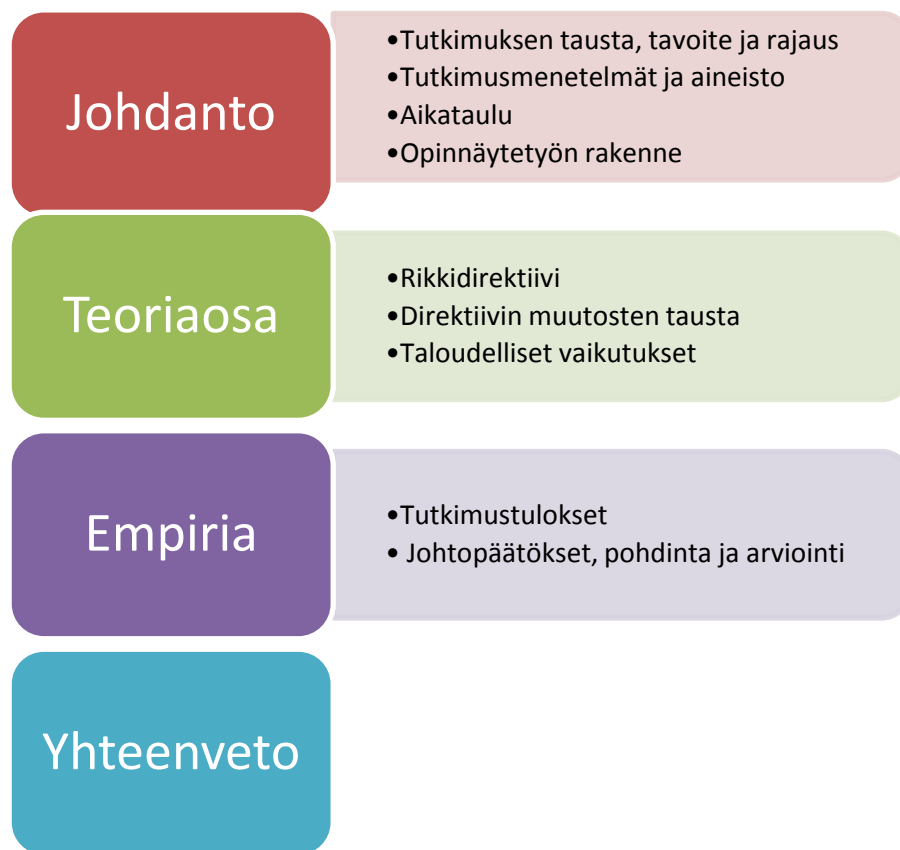 Johdanto
•Tutkimuksen tausta, tavoite ja rajaus
•Tutkimusmenetelmät ja aineisto
•Aikataulu
•Opinnäytetyön rakenne
Teoriaosa
•Rikkidirektiivi
•Direktiivin muutosten tausta
•Taloudelliset vaikutukset
Empiria
•Tutkimustulokset
• Johtopäätökset, pohdinta ja arviointi
Yhteenveto